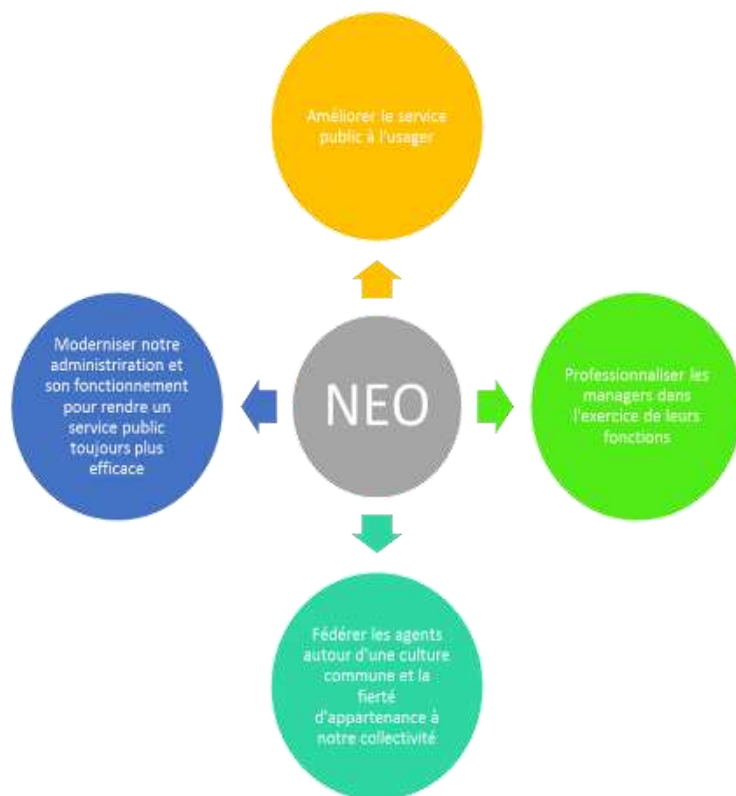 Améliorer le service
public à l'usager
Moderniser notre
administriration et
son fonctionnement
pour rendre un
service public
toujours plus
efficace
NEO
Professionnaliser les
managers dans
l'exercice de leurs
fonctions
Fédérer les agents
autour d'une culture
commune et la
fierté
d'appartenance à
notre collectivité